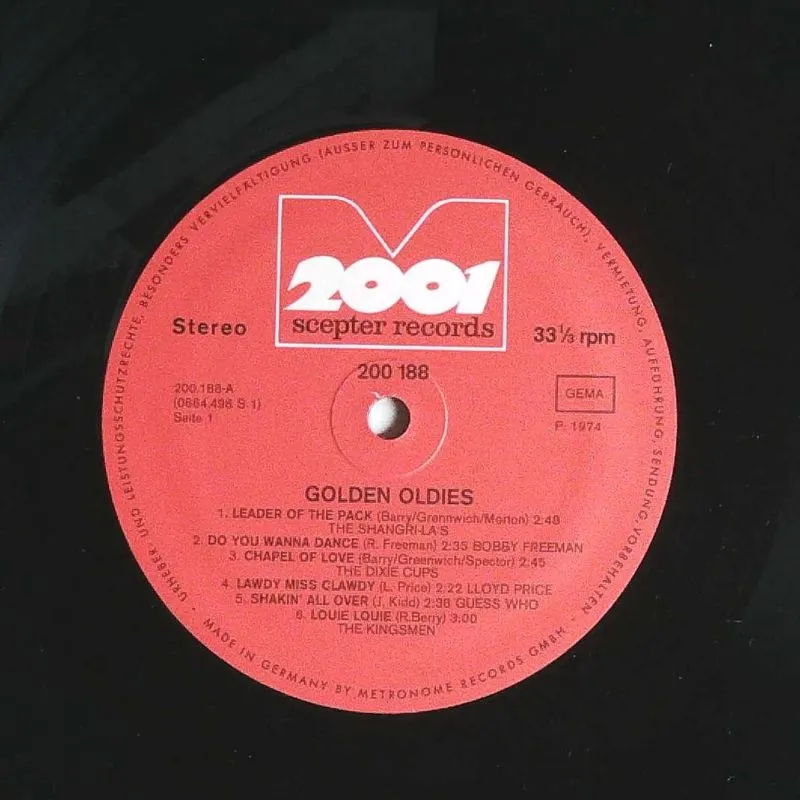 URHEBER UND LEISTUNGSSCHUTZRECHTE, BESONDERS VERVIELFÄLTIGUNG (AUSSER ZUM PERSÖNLICHEN GEBRAUCH), VERMIETUNG, AUFFÜHRUNG, SENDUNG, VORBEHALTEN -
2001
scepter records
Stereo
33 1/3 rpm
200 188
200.188-A
(0664,496 S 1)
Seite 1
GEMA
P. 1974
GOLDEN OLDIES
1. LEADER OF THE PACK (Barry/Grennwich/Morton) 2:48
THE SHANGRI-LA'S
2. DO YOU WANNA DANCE (R. Freeman) 2:35 BOBBY FREEMAN
3. CHAPEL OF LOVE (Barry/Greenwich/Spector) 2:45
THE DIXIE CUPS
4. LAWDY MISS CLAWDY (L. Price) 2:22 LLOYD PRICE
5. SHAKIN' ALL OVER (J. Kidd) 2:38 GUESS WHO
6. LOUIE LOUIE (R.Berry) 3:00
THE KINGSMEN
MADE IN GERMANY BY METRONOME RECORDS GMBH -